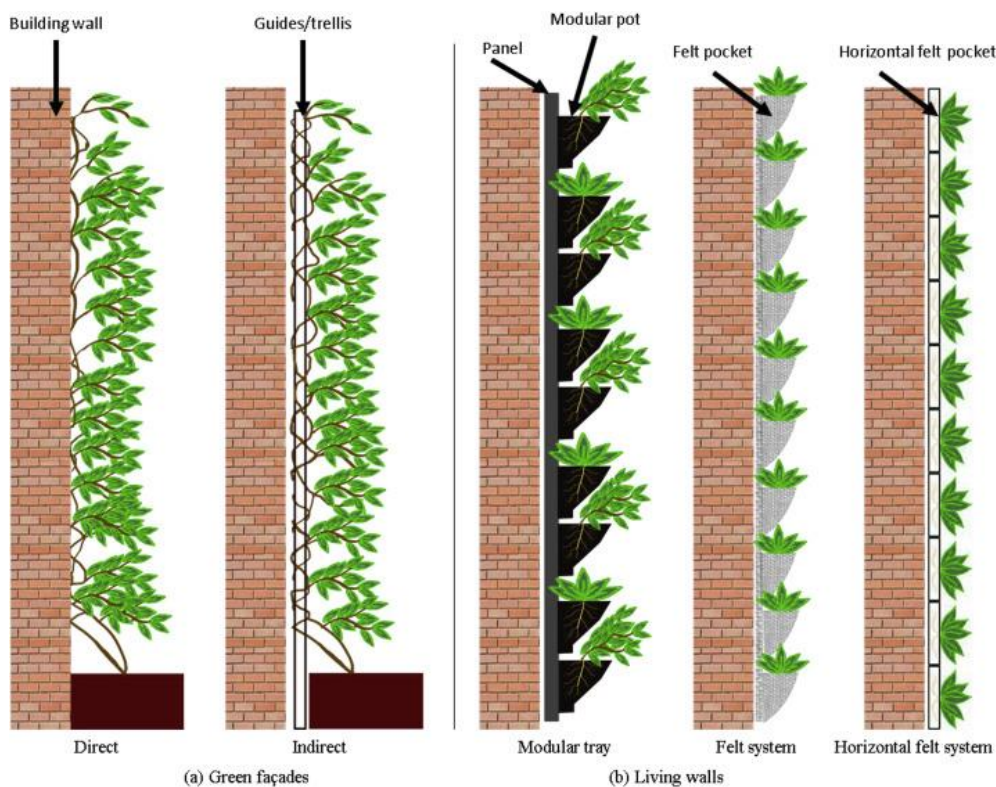 Building wall
Guides/trellis
Modular pot
Panel
Felt pocket
Horizontal felt pocket
Direct
Indirect
Modular tray
Felt system
Horizontal felt system
(a) Green façades
(b) Living walls